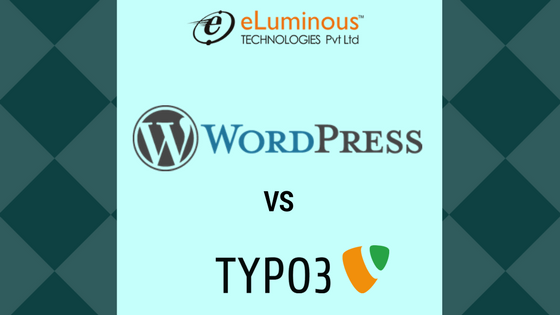 eLuminous™
TECHNOLOGIES Pvt Ltd
WORDPRESS
VS
TYPO3